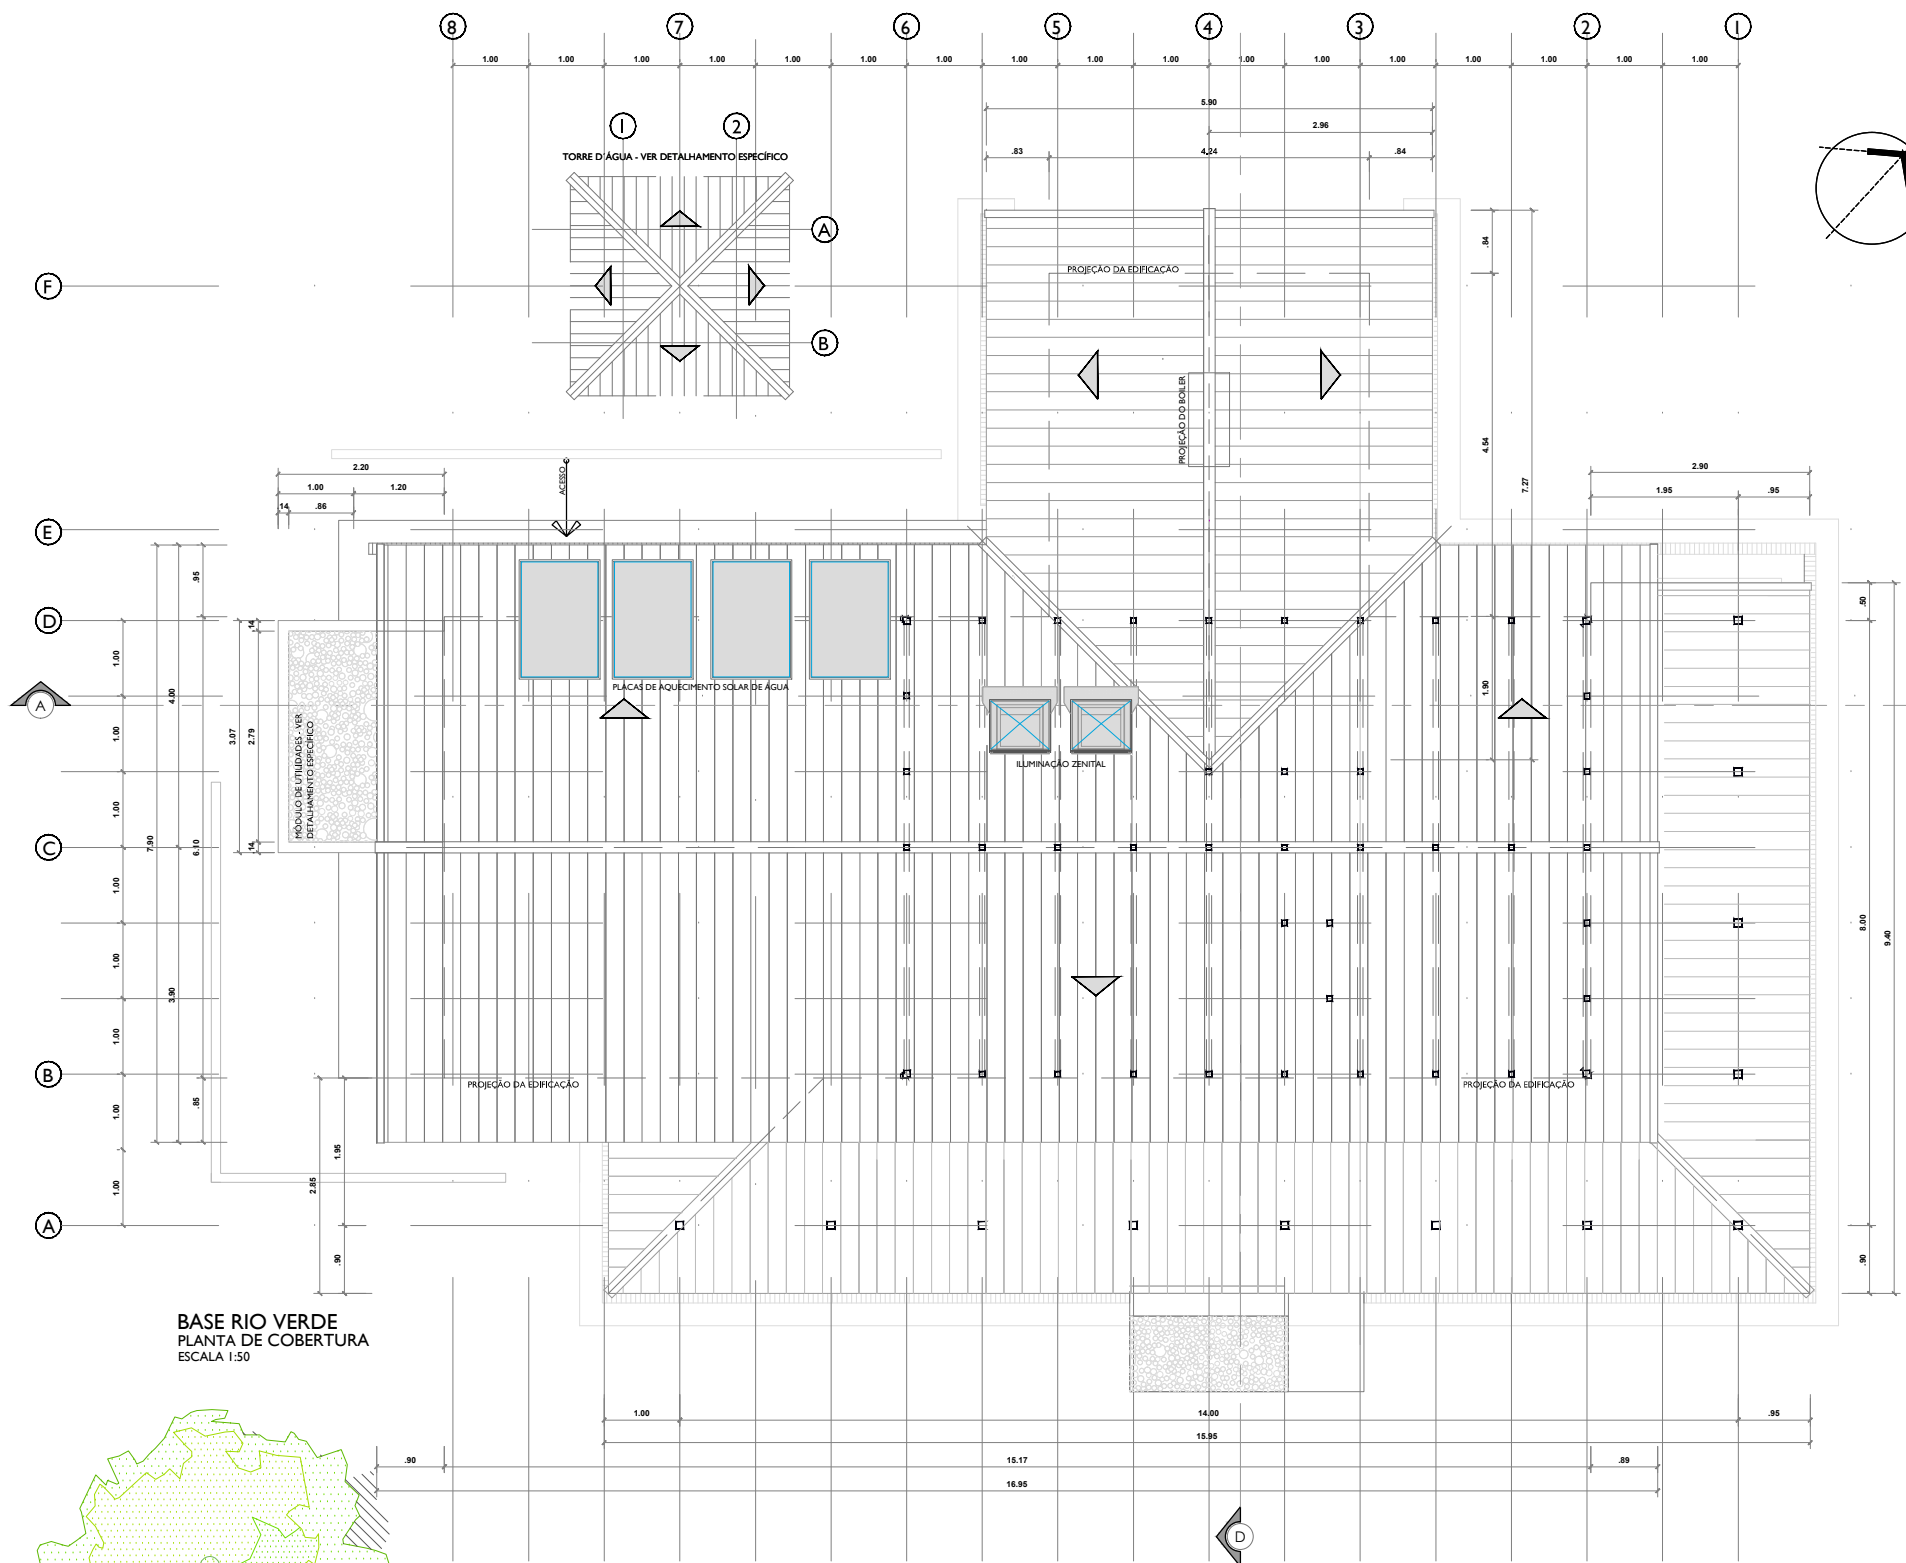 8 7 6 5 4 3 2 1
1.00 1.00 1.00 1.00 1.00 1.00 1.00 1.00 1.00 1.00 1.00 1.00 1.00 1.00 1.00 1.00 1.00
5.90
2.96
.83 4.24 .84
1 2
TORRE D'ÁGUA - VER DETALHAMENTO ESPECÍFICO
A
B
F
PROJEÇÃO DA EDIFICAÇÃO
PROJEÇÃO DO BOILER
.84
4.54
7.27
1.90
2.20
1.00 1.20
.14 .86
ACESSO
2.90
1.95 .95
E
D
C
B
A
A
.95
.14
4.00
3.07
2.79
7.90
6.10
.14
1.00
1.00
1.00
1.00
1.00
1.00
1.00
1.00
3.90
.85
1.95
2.85
.90
MÓDULO DE UTILIDADES - VER
DETALHAMENTO ESPECÍFICO
PLACAS DE AQUECIMENTO SOLAR DE ÁGUA
ILUMINAÇÃO ZENITAL
.50
8.00
9.40
.90
PROJEÇÃO DA EDIFICAÇÃO
PROJEÇÃO DA EDIFICAÇÃO
BASE RIO VERDE
PLANTA DE COBERTURA
ESCALA 1:50
1.00 14.00 .95
15.95
.90 15.17 .89
16.95
D